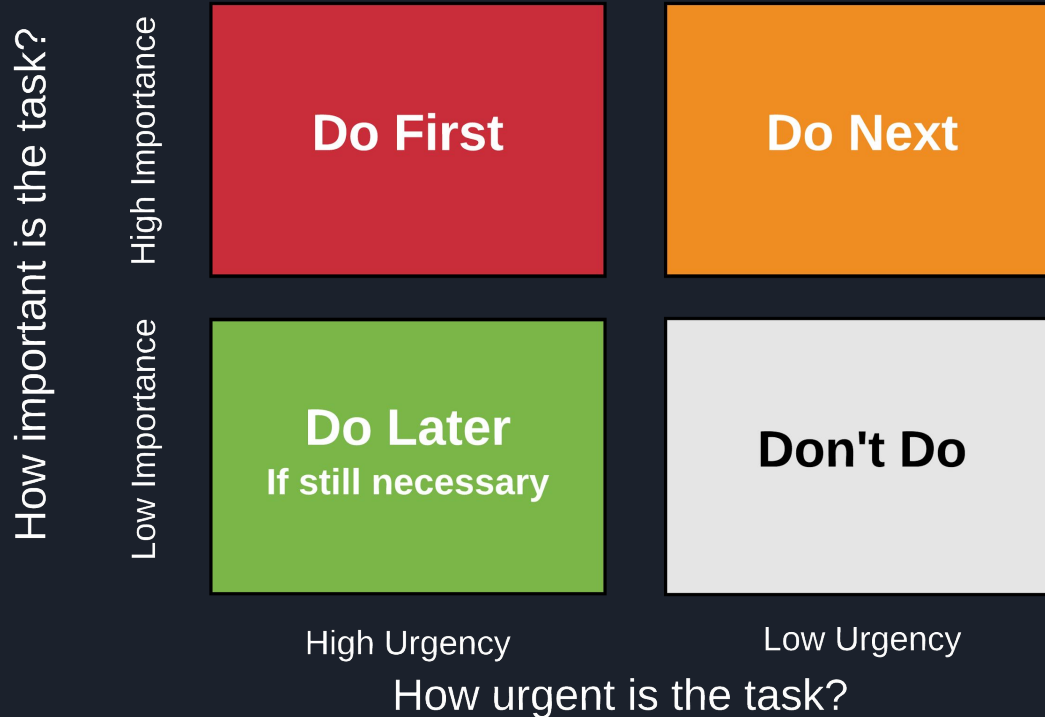 How important is the task?
High Importance
Do First
Do Next
Low Importance
Do Later
If still necessary
Don't Do
High Urgency
Low Urgency
How urgent is the task?